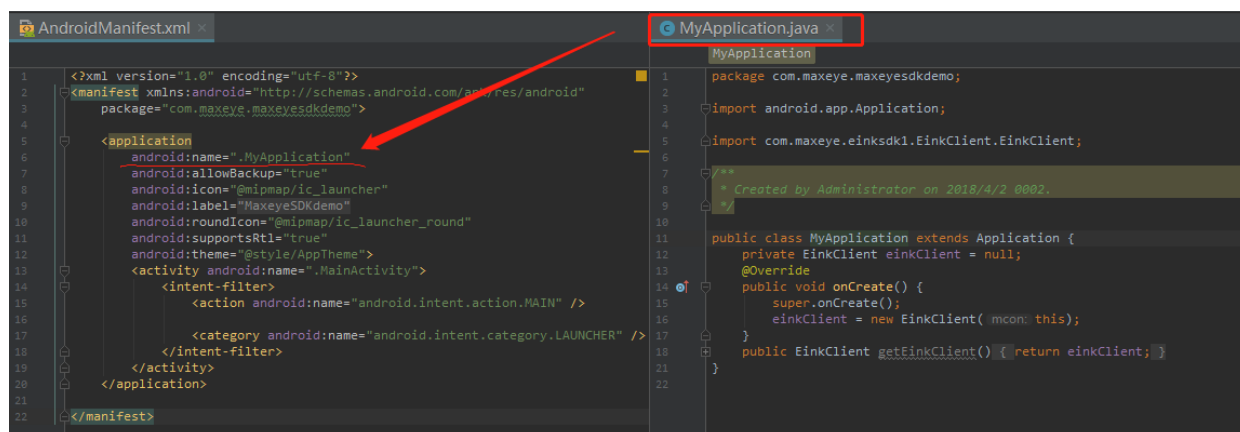 AndroidManifest.xml
1 <?xml version="1.0" encoding="utf-8"?>
2 <manifest xmlns:android="http://schemas.android.com/apk/res/android"
3 package="com.maxeye.maxeyesdkdemo">
4
5 <application
6 android:name=".MyApplication"
7 android:allowBackup="true"
8 android:icon="@mipmap/ic_launcher"
9 android:label="MaxeyeSDKdemo"
10 android:roundIcon="@mipmap/ic_launcher_round"
11 android:supportsRtl="true"
12 android:theme="@style/AppTheme">
13 <activity android:name=".MainActivity">
14 <intent-filter>
15 <action android:name="android.intent.action.MAIN" />
16
17 <category android:name="android.intent.category.LAUNCHER" />
18 </intent-filter>
19 </activity>
20 </application>
21
22 </manifest>
MyApplication.java
MyApplication
1 package com.maxeye.maxeyesdkdemo;
2
3 import android.app.Application;
4
5 import com.maxeye.einksdk1.EinkClient.EinkClient;
6
7 /**
8 * Created by Administrator on 2018/4/2 0002.
9 */
10
11 public class MyApplication extends Application {
12 private EinkClient einkClient = null;
13 @Override
14 public void onCreate() {
15 super.onCreate();
16 einkClient = new EinkClient( mcon: this);
17 }
18 public EinkClient getEinkClient() { return einkClient; }
21 }
22